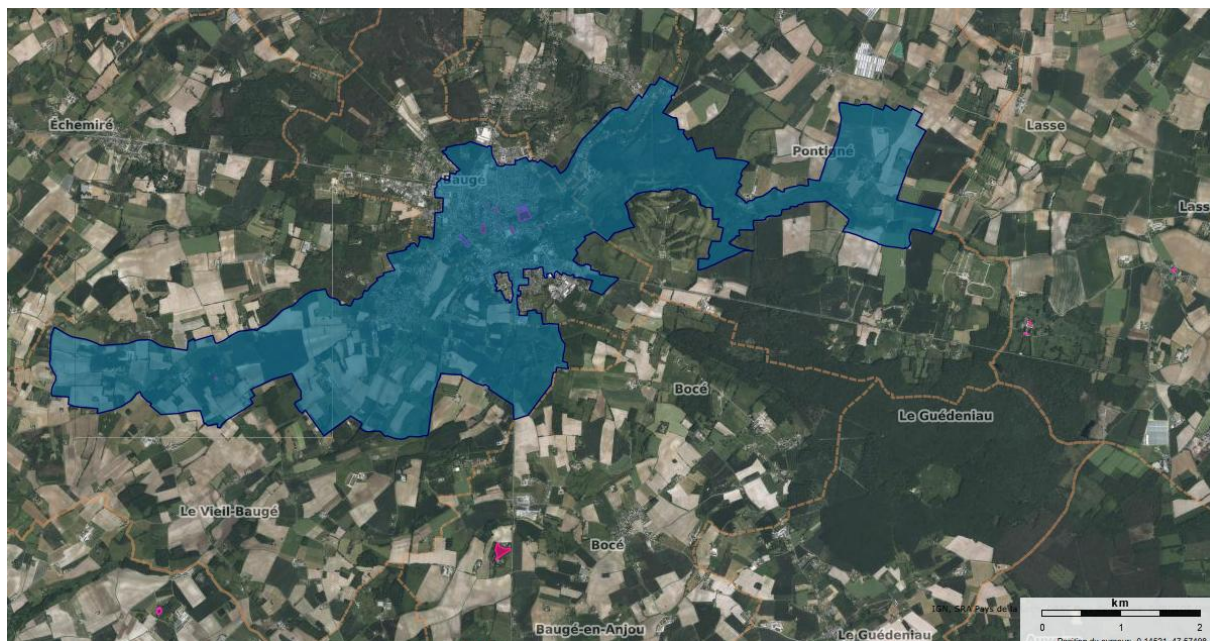 Échemiré
Lasse
Pontigné
Baugé
Lass
Bocé
Le Guédeniau
Le Vieil-Baugé
Bocé
IGN, SRA Pays de la
km
0 1 2
Baugé-en-Anjou
Le Guédeniau